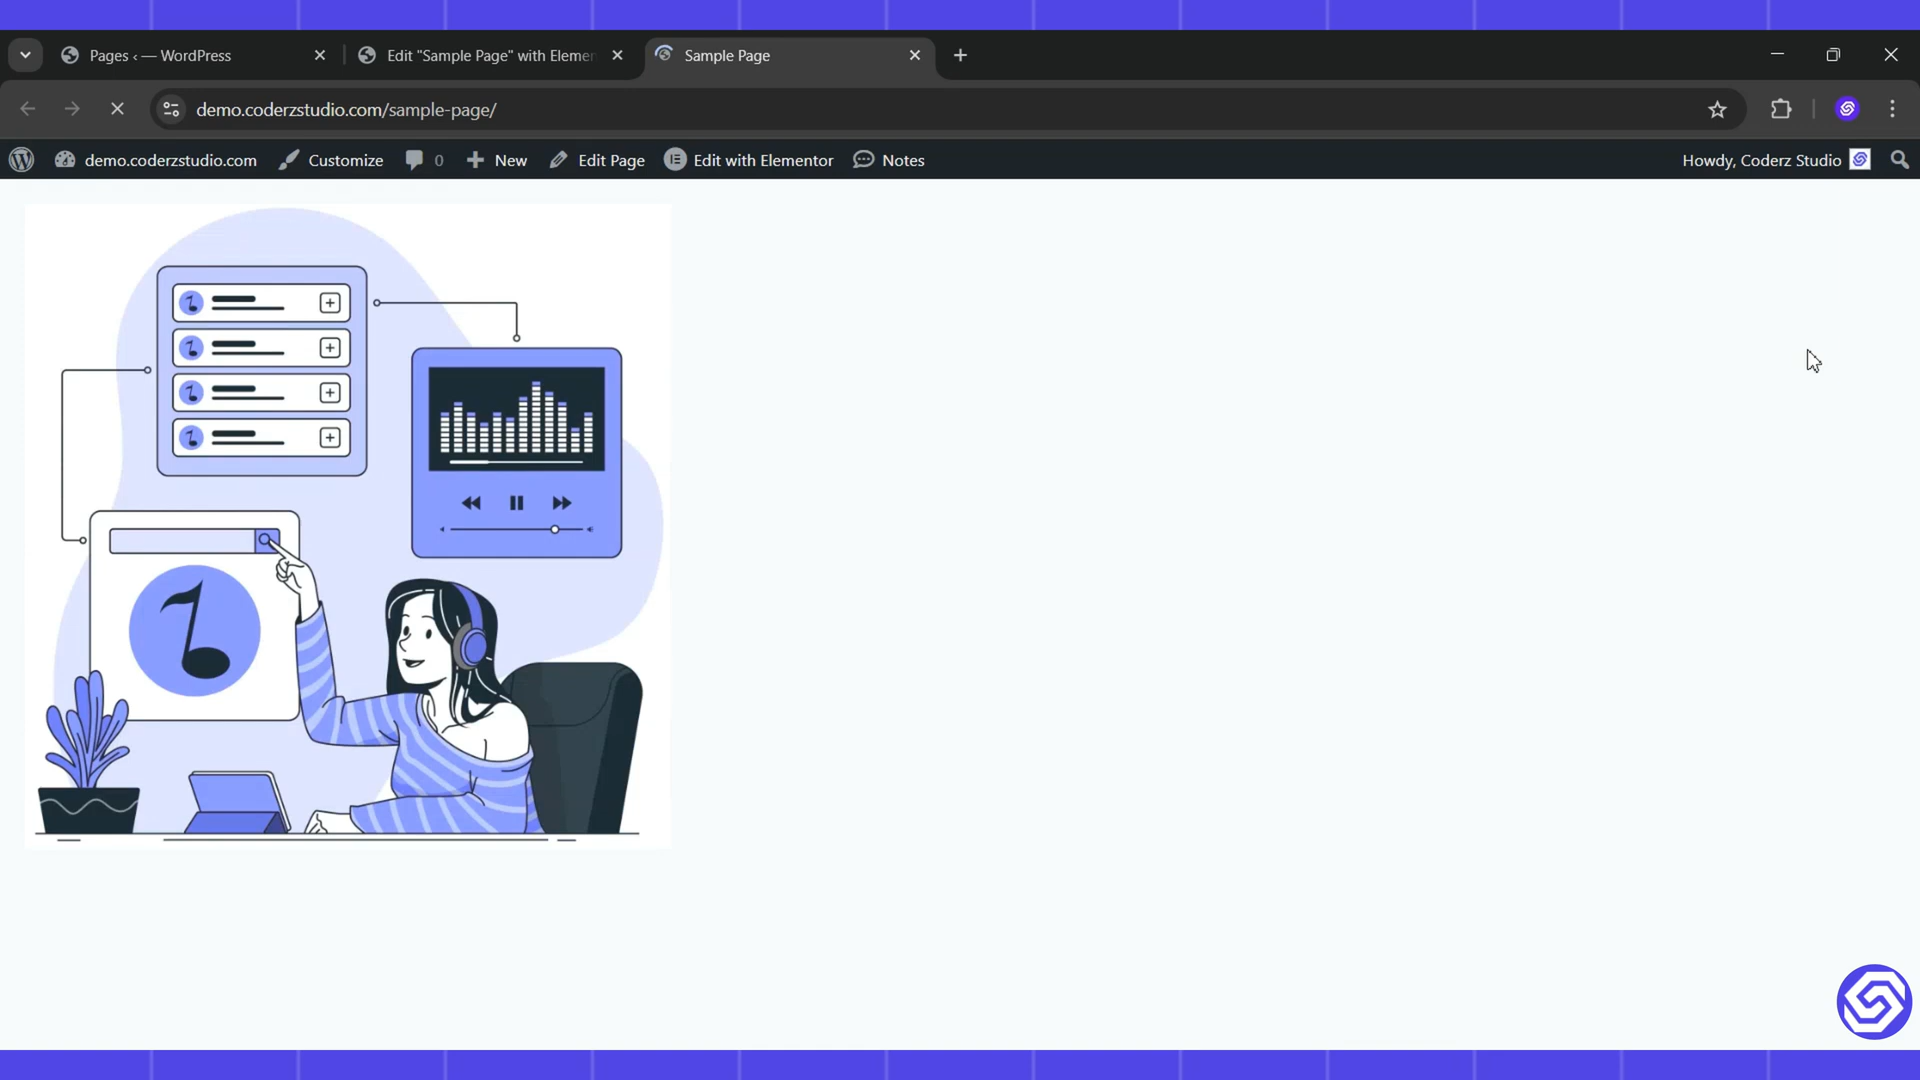 Pages ‹ — WordPress
Edit "Sample Page" with Elemen
Sample Page
demo.coderzstudio.com/sample-page/
demo.coderzstudio.com
Customize
0
New
Edit Page
Edit with Elementor
Notes
Howdy, Coderz Studio